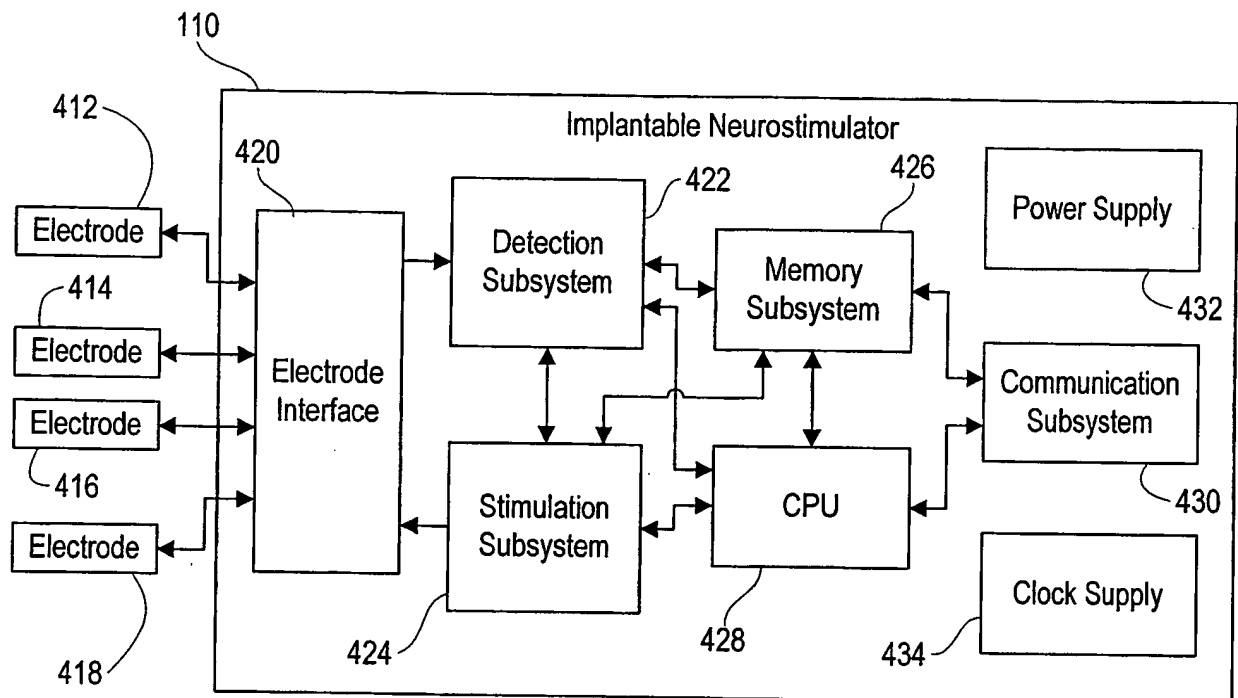 110
Implantable Neurostimulator
412
Electrode
414
Electrode
Electrode
416
Electrode
418
420
Electrode
Interface
422
Detection
Subsystem
Stimulation
Subsystem
424
426
Memory
Subsystem
CPU
428
Power Supply
432
Communication
Subsystem
430
Clock Supply
434